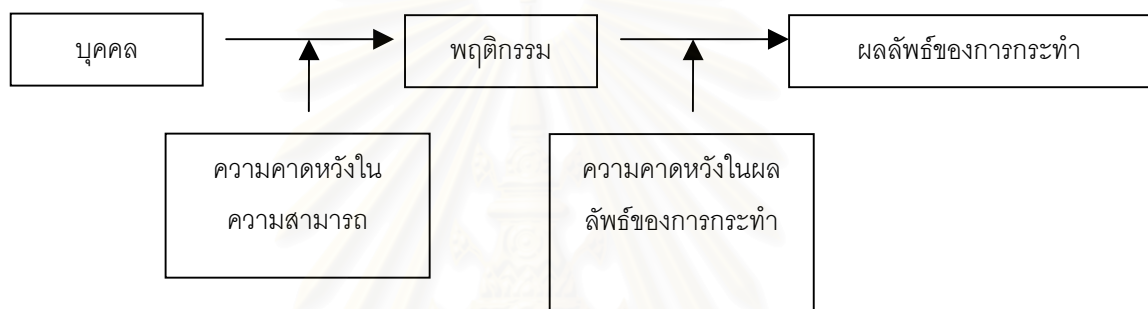 บุคคล
พฤติกรรม
ผลลัพธ์ของการกระทำ
ความคาดหวังใน
ความสามารถ
ความคาดหวังในผล
ลัพธ์ของการกระทำ